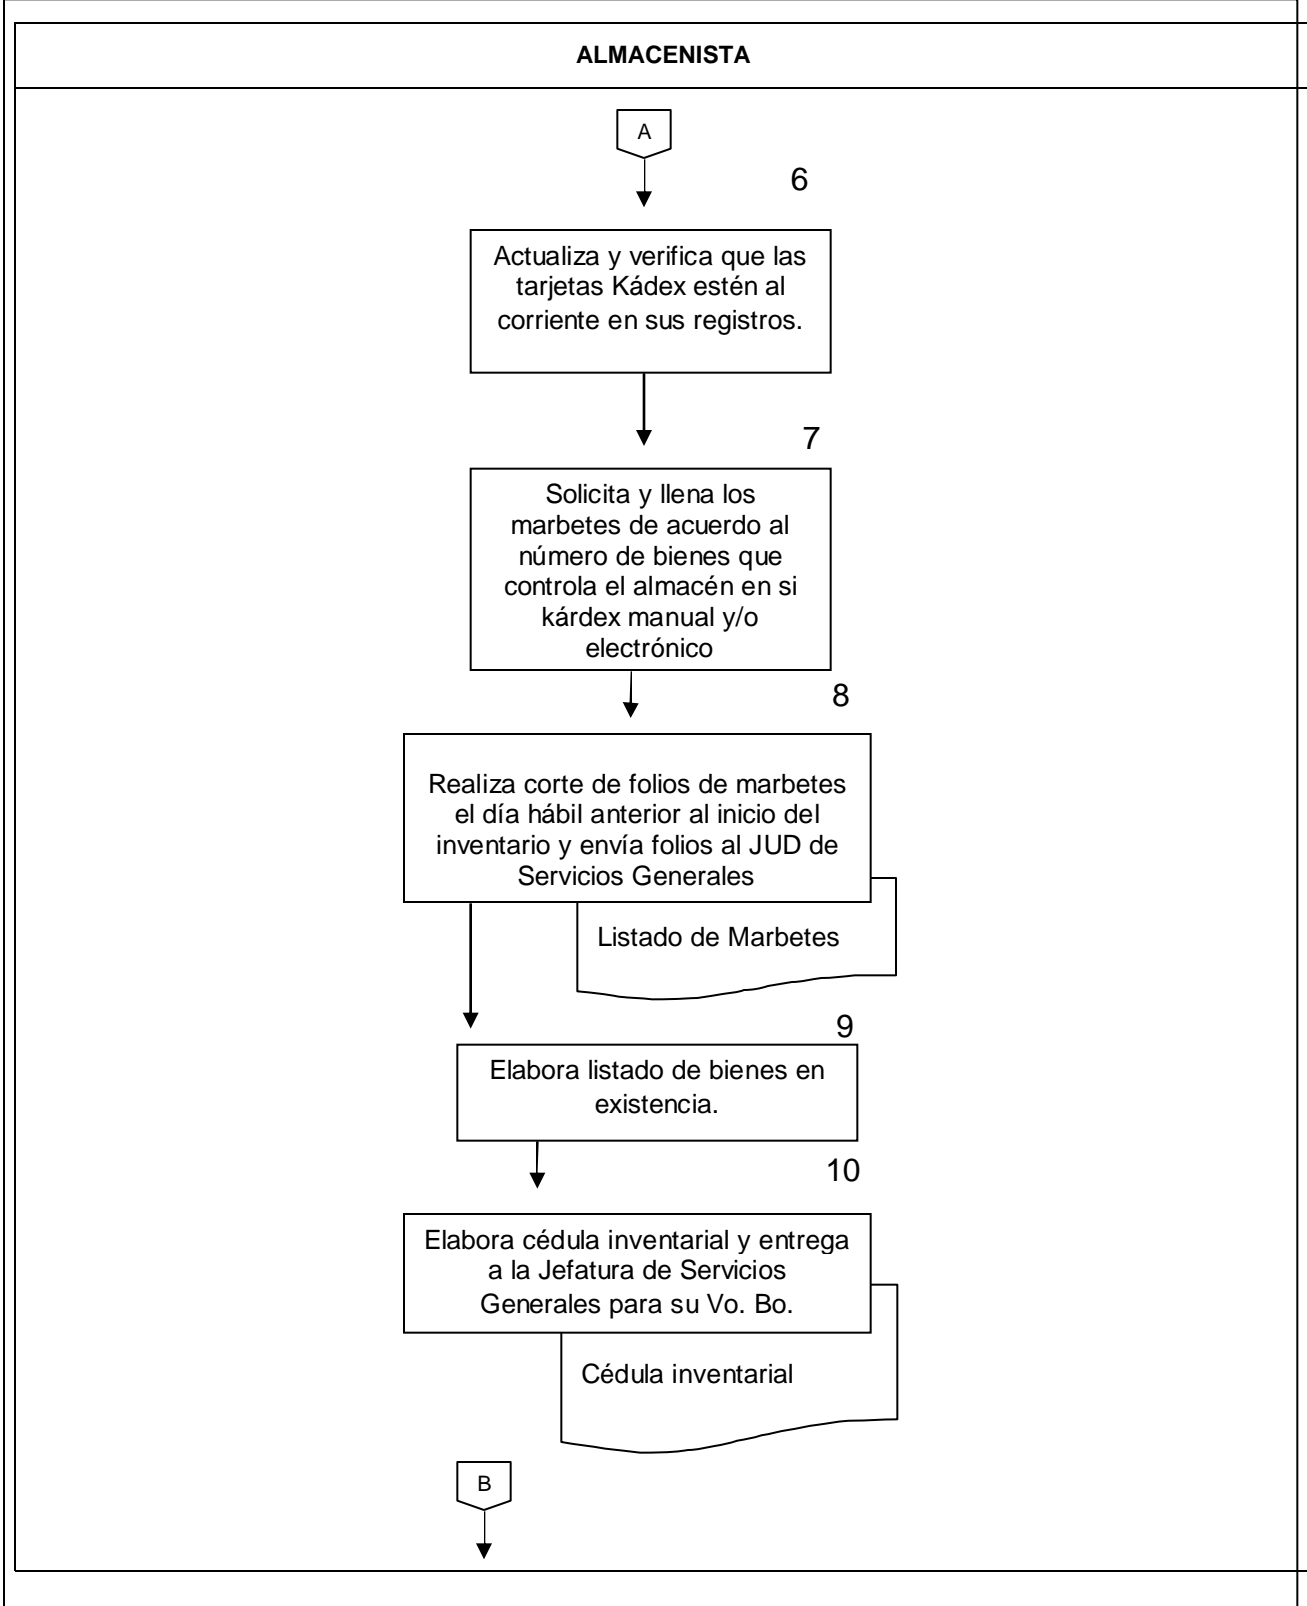 ALMACENISTA
A
6
Actualiza y verifica que las
tarjetas Kádex estén al
corriente en sus registros.
7
Solicita y llena los
marbetes de acuerdo al
número de bienes que
controla el almacén en si
kárdex manual y/o
electrónico
8
Realiza corte de folios de marbetes
el día hábil anterior al inicio del
inventario y envía folios al JUD de
Servicios Generales
Listado de Marbetes
9
Elabora listado de bienes en
existencia.
10
Elabora cédula inventarial y entrega
a la Jefatura de Servicios
Generales para su Vo. Bo.
Cédula inventarial
B